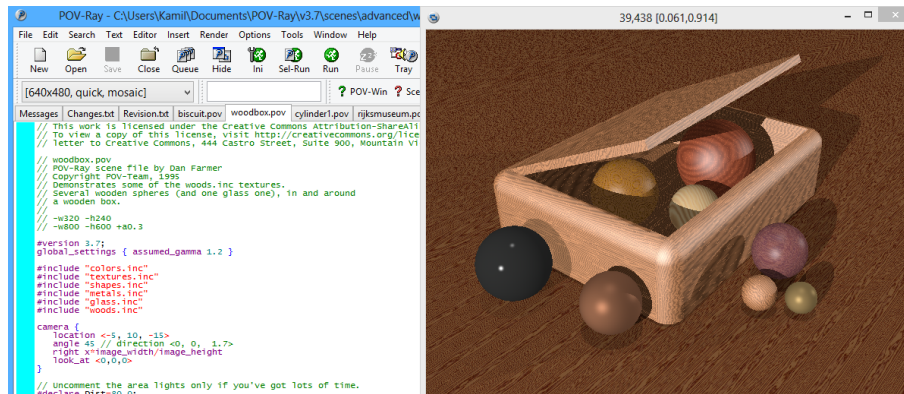 POV-Ray - C:\Users\Kamil\Documents\POV-Ray\v3.7\scenes\advanced\w
File Edit Search Text Editor Insert Render Options Tools Window Help
New Open Save Close Queue Hide Ini Sel-Run Run Pause Tray
[640x480, quick, mosaic] ? POV-Win ? Sce
Messages Changes.txt Revision.txt biscuit.pov woodbox.pov cylinder1.pov rijksmuseum.po
// This work is licensed under the Creative Commons Attribution-ShareAli
// To view a copy of this license, visit http://creativecommons.org/lice
// letter to Creative Commons, 444 Castro Street, Suite 900, Mountain Vi
// woodbox.pov
// POV-Ray scene file by Dan Farmer
// Copyright POV-Team, 1995
// Demonstrates some of the woods.inc textures.
// Several wooden spheres (and one glass one), in and around
// a wooden box.
//
// -w320 -h240
// -w800 -h600 +a0.3
#version 3.7;
global_settings { assumed_gamma 1.2 }
#include "colors.inc"
#include "textures.inc"
#include "shapes.inc"
#include "metals.inc"
#include "glass.inc"
#include "woods.inc"
camera {
location <-5, 10, -15>
angle 45 // direction <0, 0, 1.7>
right x*image_width/image_height
look_at <0,0,0>
}
// Uncomment the area lights only if you've got lots of time.
#declare Dist=80.0;
39,438 [0.061,0.914]